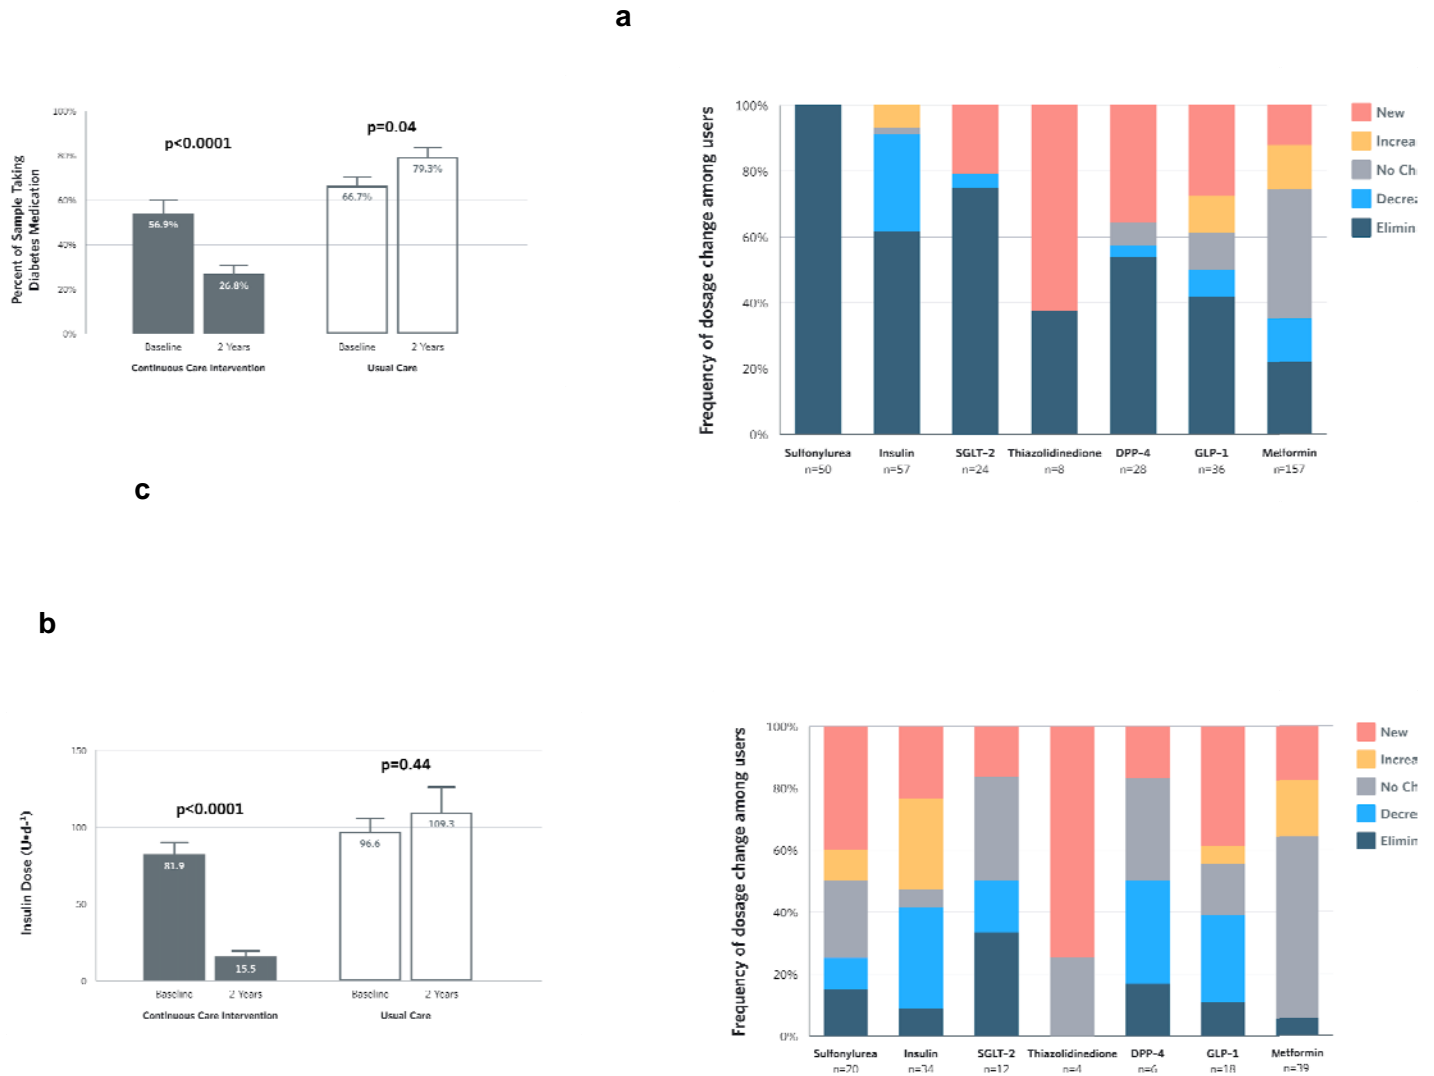 a
100%
80%
60%
40%
20%
0%
Percent of Sample Taking
Diabetes Medication
p<0.0001
p=0.04
56.9%
26.8%
66.7%
79.3%
Baseline
2 Years
Baseline
2 Years
Continuous Care Intervention
Usual Care
Frequency of dosage change among users
100%
80%
60%
40%
20%
0%
New
Increa
No Ch
Decrea
Elimin
Sulfonylurea
Insulin
SGLT-2
Thiazolidinedione
DPP-4
GLP-1
Metformin
n=50
n=57
n=24
n=8
n=28
n=36
n=157
c
b
Insulin Dose (U•d-¹)
150
100
50
0
p<0.0001
p=0.44
81.9
15.5
96.6
109.3
Baseline
2 Years
Baseline
2 Years
Continuous Care Intervention
Usual Care
Frequency of dosage change among users
100%
80%
60%
40%
20%
0%
New
Increa
No Ch
Decre
Elimin
Sulfonylurea
Insulin
SGLT-2
Thiazolidinedione
DPP-4
GLP-1
Metformin
n=20
n=34
n=12
n=4
n=6
n=18
n=39